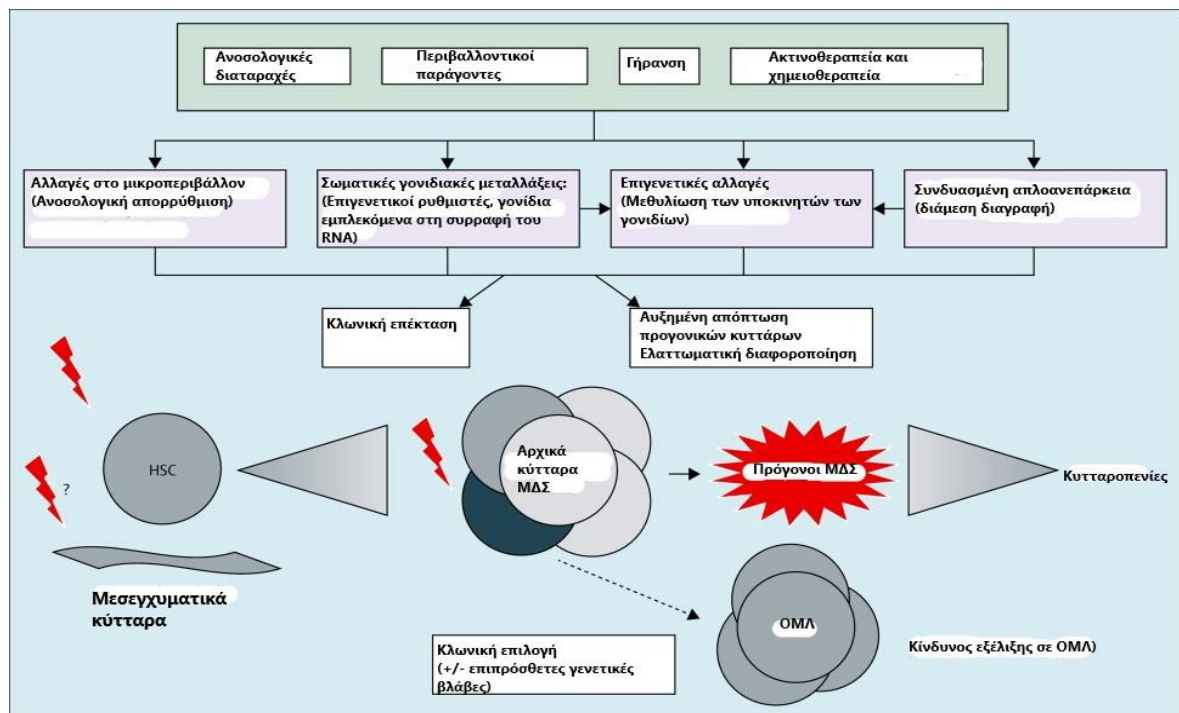 Ανοσολογικές
διαταραχές
Περιβαλλοντικοί
παράγοντες
Γήρανση
Ακτινοθεραπεία και
χημειοθεραπεία
Αλλαγές στο μικροπεριβάλλον
(Ανοσολογική απορρύθμιση)
Σωματικές γονιδιακές μεταλλάξεις:
(Επιγενετικοί ρυθμιστές, γονίδια
εμπλεκόμενα στη συρραφή του
RNA)
Επιγενετικές αλλαγές
(Μεθυλίωση των υποκινητών των
γονιδίων)
Συνδυασμένη απλοανεπάρκεια
(διάμεση διαγραφή)
Κλωνική επέκταση
Αυξημένη απόπτωση
προγονικών κυττάρων
Ελαττωματική διαφοροποίηση
HSC
?
Αρχικά
κύτταρα
ΜΔΣ
Πρόγονοι ΜΔΣ
Κυτταροπενίες
Μεσεγχυματικά
κύτταρα
ΟΜΛ
Κλωνική επιλογή
(+/- επιπρόσθετες γενετικές
βλάβες)
Κίνδυνος εξέλιξης σε ΟΜΛ)